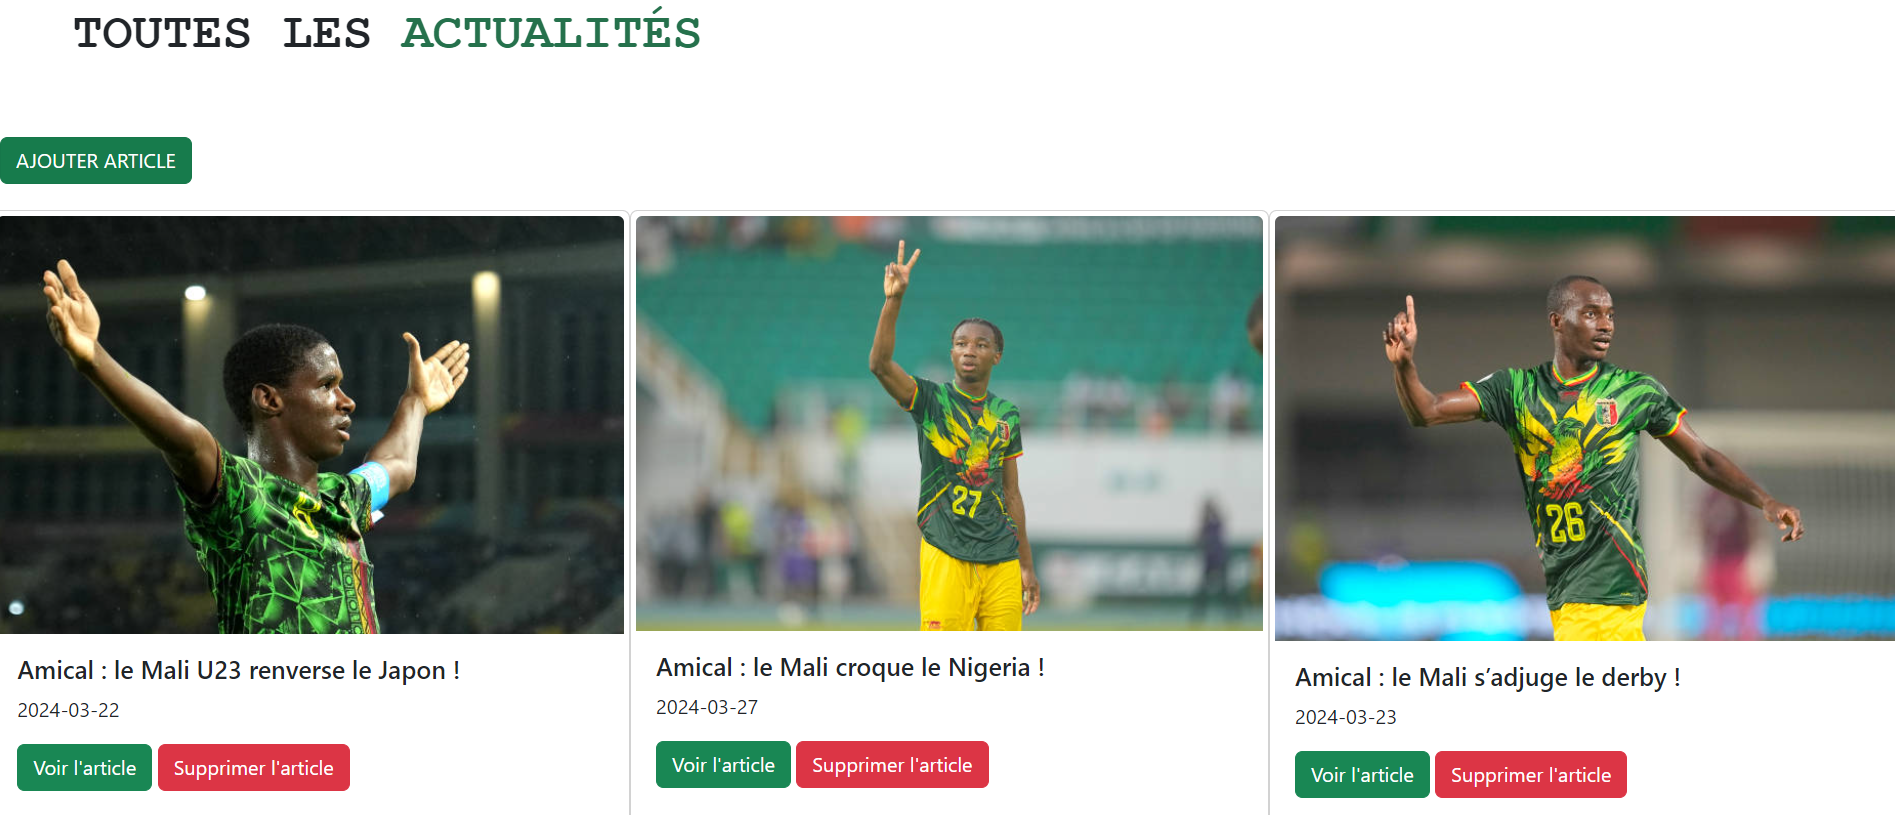 TOUTES LES ACTUALITÉS
AJOUTER ARTICLE
27
26
Amical : le Mali U23 renverse le Japon !
2024-03-22
Voir l'article
Supprimer l'article
Amical : le Mali croque le Nigeria !
2024-03-27
Voir l'article
Supprimer l'article
Amical : le Mali s’adjuge le derby !
2024-03-23
Voir l'article
Supprimer l'article